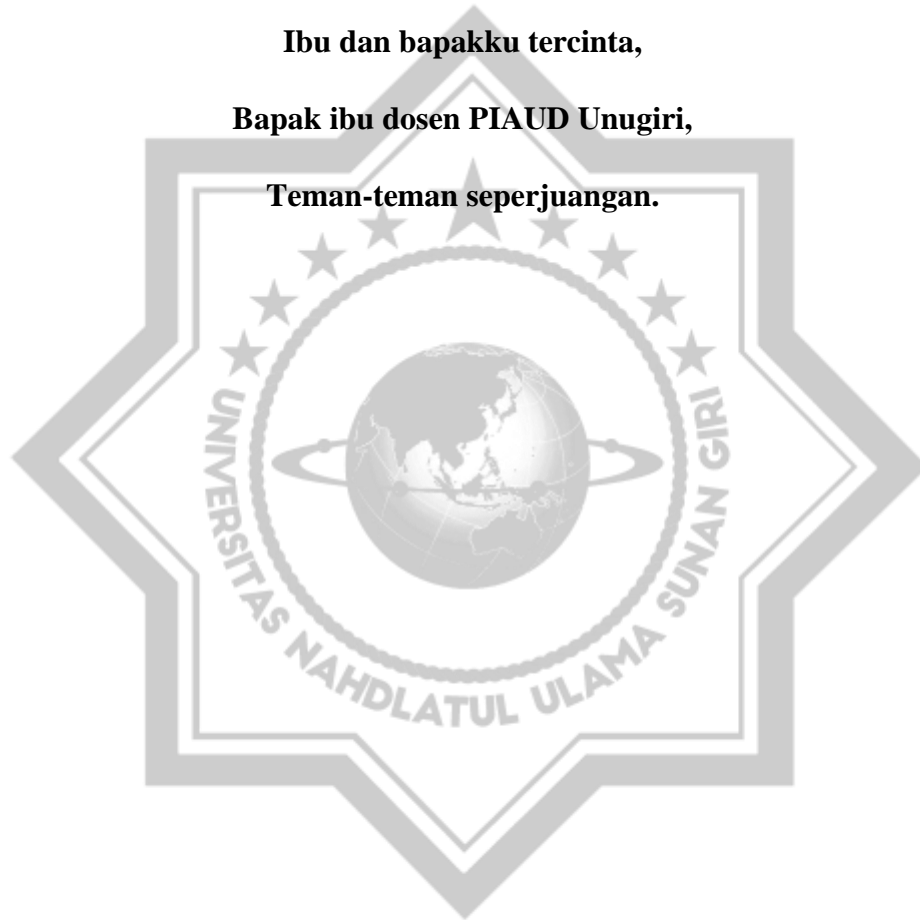 Ibu dan bapakku tercinta,
Bapak ibu dosen PIAUD Unugiri,
Teman-teman seperjuangan.
UNIVERSITAS NAHDLATUL ULAMA SUNAN GIRI